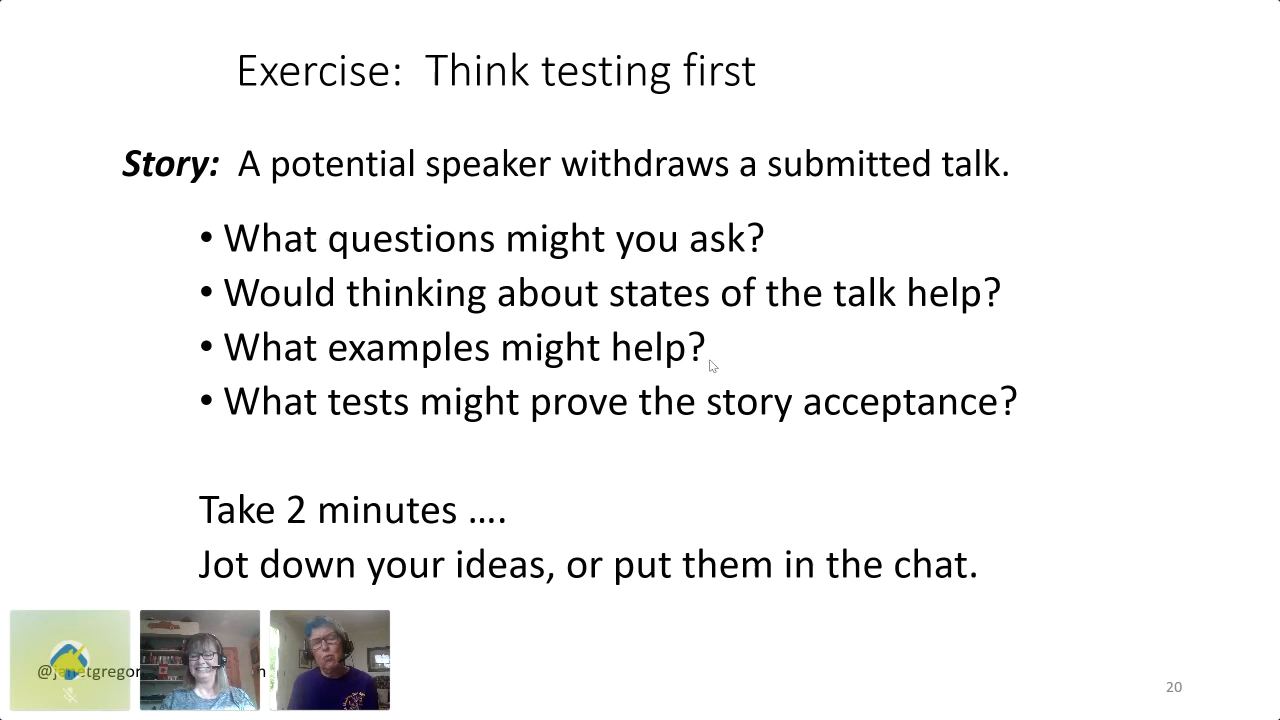 Exercise: Think testing first
Story: A potential speaker withdraws a submitted talk.
• What questions might you ask?
• Would thinking about states of the talk help?
• What examples might help?
• What tests might prove the story acceptance?
Take 2 minutes ....
Jot down your ideas, or put them in the chat.
20